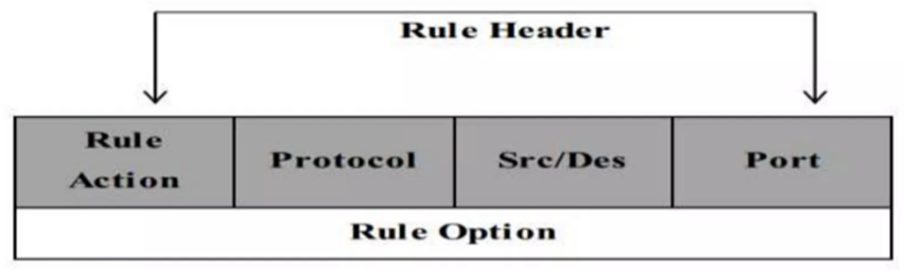 Rule Header
Rule
Action
Protocol
Src/Des
Port
Rule Option